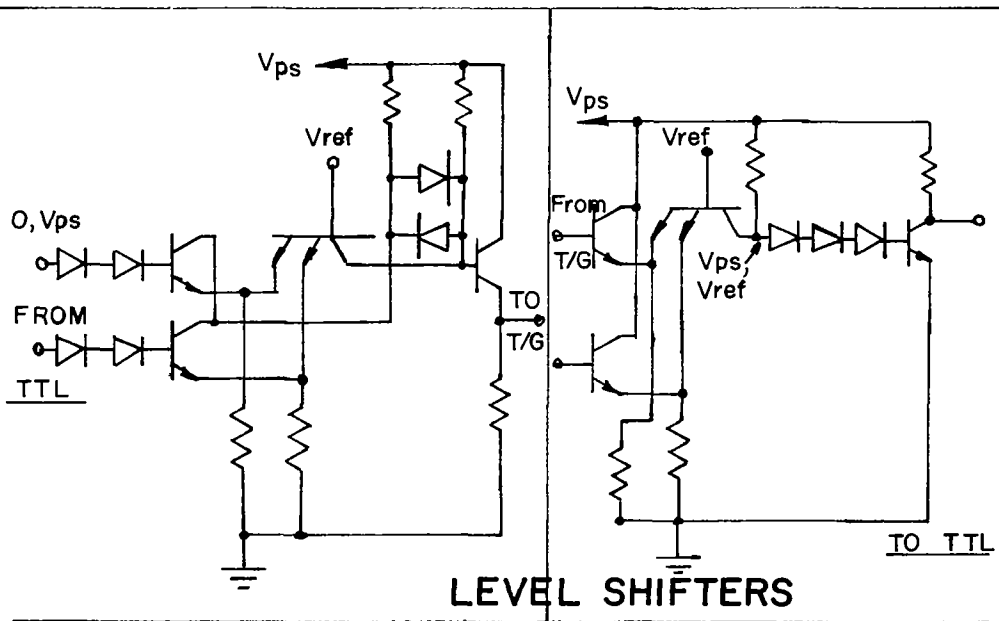 Vps
Vref
O, Vps
FROM
TTL
TO
T/G
Vps
Vref
From
T/G
Vps,
Vref
TO TTL
LEVEL SHIFTERS